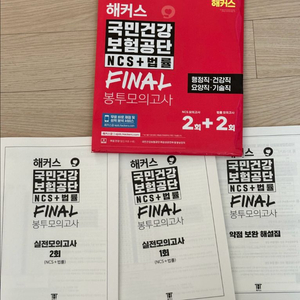 해커스
해커스
국민건강
보험공단
NCS+법률
FINAL
봉투모의고사
행정직·건강직
요양직·기술직
2회+2회
해커스
국민건강
보험공단
NCS+법률
FINAL
봉투모의고사
실전모의고사
2회
(NCS+법률)
해커스
국민건강
보험공단
NCS+법률
FINAL
봉투모의고사
실전모의고사
1회
(NCS+법률)
해커스
국민건강
보험공단
NCS+법률
FINAL
봉투모의고사
약점 보완 해설집